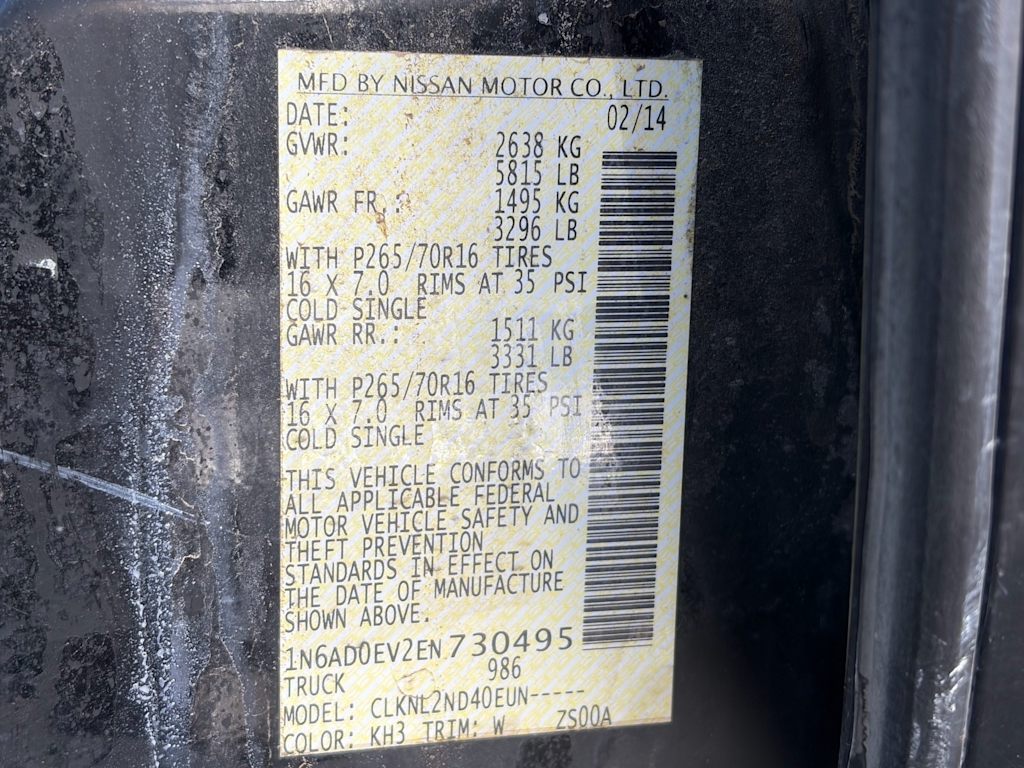 MFD BY NISSAN MOTOR CO., LTD.
DATE: 02/14
GVWR: 2638 KG
5815 LB
GAWR FR.: 1495 KG
3296 LB
WITH P265/70R16 TIRES
16 X 7.0 RIMS AT 35 PSI
COLD SINGLE
GAWR RR.: 1511 KG
3331 LB
WITH P265/70R16 TIRES
16 X 7.0 RIMS AT 35 PSI
COLD SINGLE
THIS VEHICLE CONFORMS TO
ALL APPLICABLE FEDERAL
MOTOR VEHICLE SAFETY AND
THEFT PREVENTION
STANDARDS IN EFFECT ON
THE DATE OF MANUFACTURE
SHOWN ABOVE.
1N6AD0EV2EN730495
TRUCK 986
MODEL: CLKNL2ND40EUN-----
COLOR: KH3 TRIM: W ZS00A